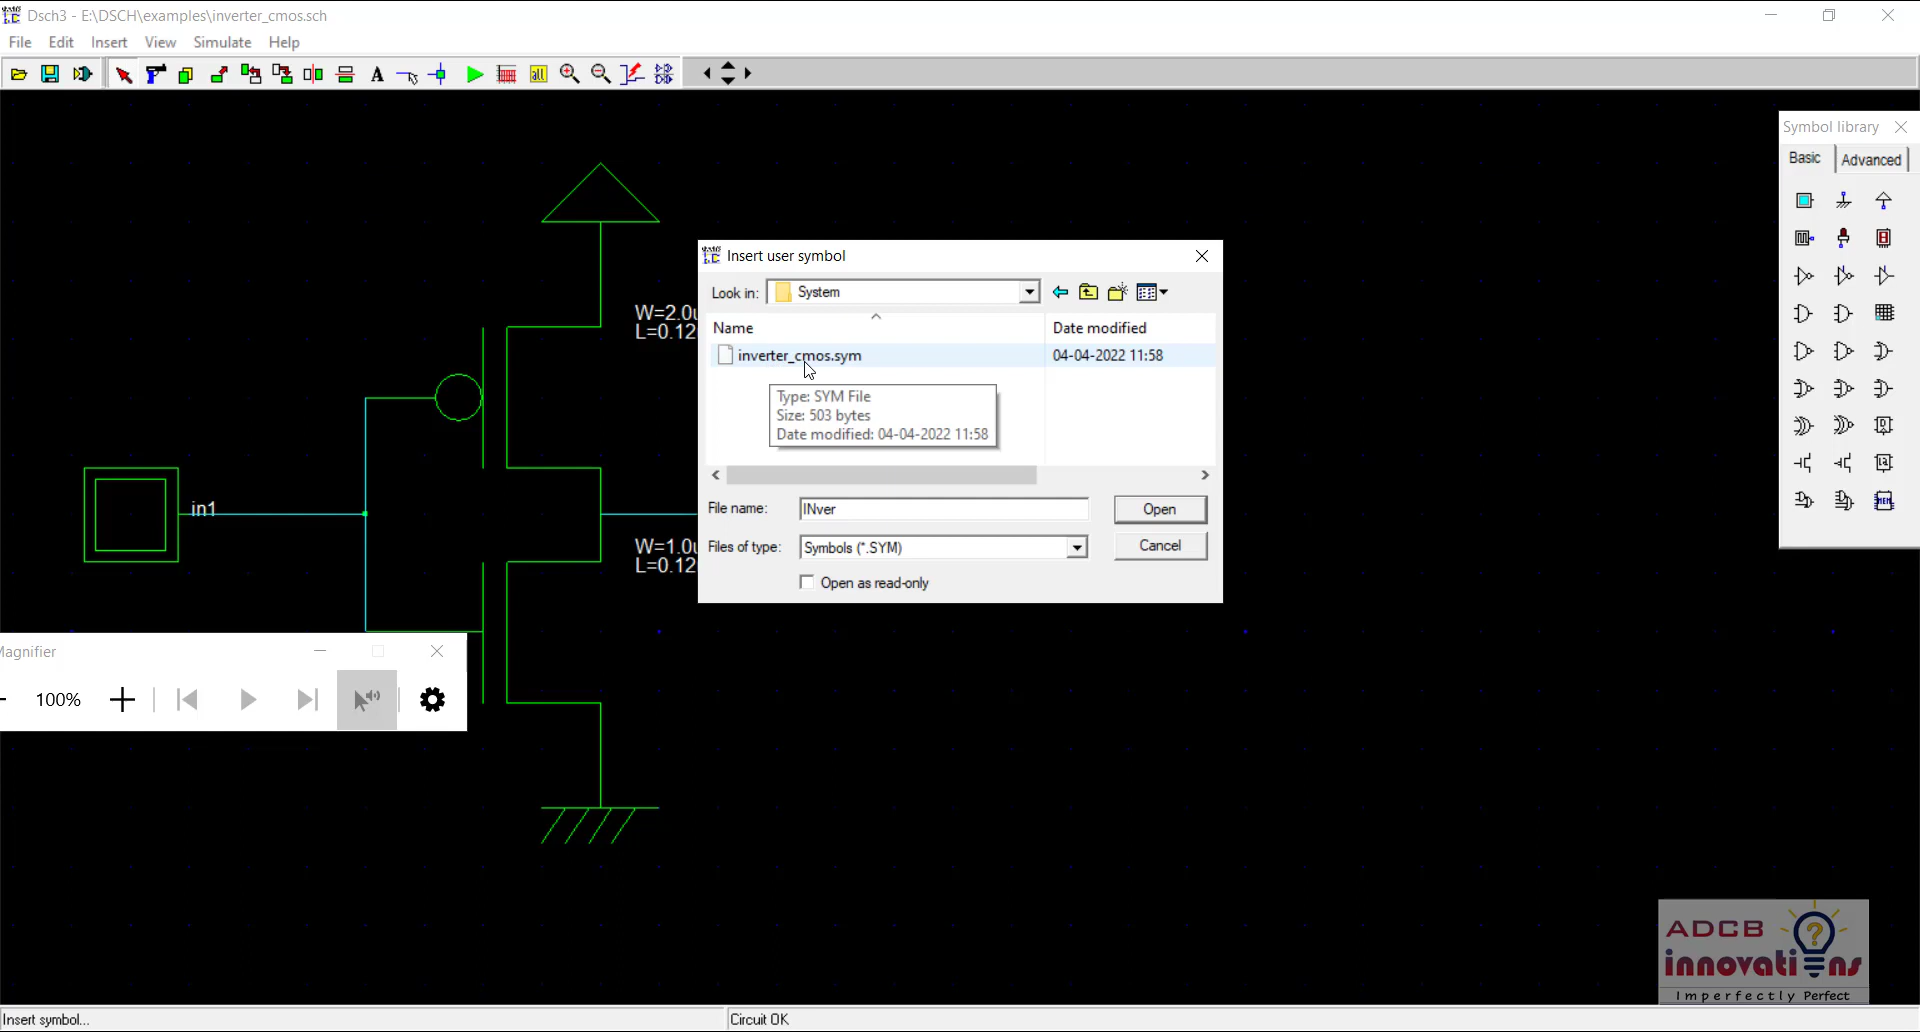 Dsch3 - E:\DSCH\examples\inverter_cmos.sch
File Edit Insert View Simulate Help
A
all
Symbol library
Basic Advanced
Insert user symbol
Look in: System
Name Date modified
inverter_cmos.sym 04-04-2022 11:58
Type: SYM File
Size: 503 bytes
Date modified: 04-04-2022 11:58
File name: INver Open
Files of type: Symbols (*.SYM) Cancel
Open as read-only
W=2.0u
L=0.12
in1
W=1.0u
L=0.12
100%
ADCB
innovations
Imperfectly Perfect
Insert symbol... Circuit OK